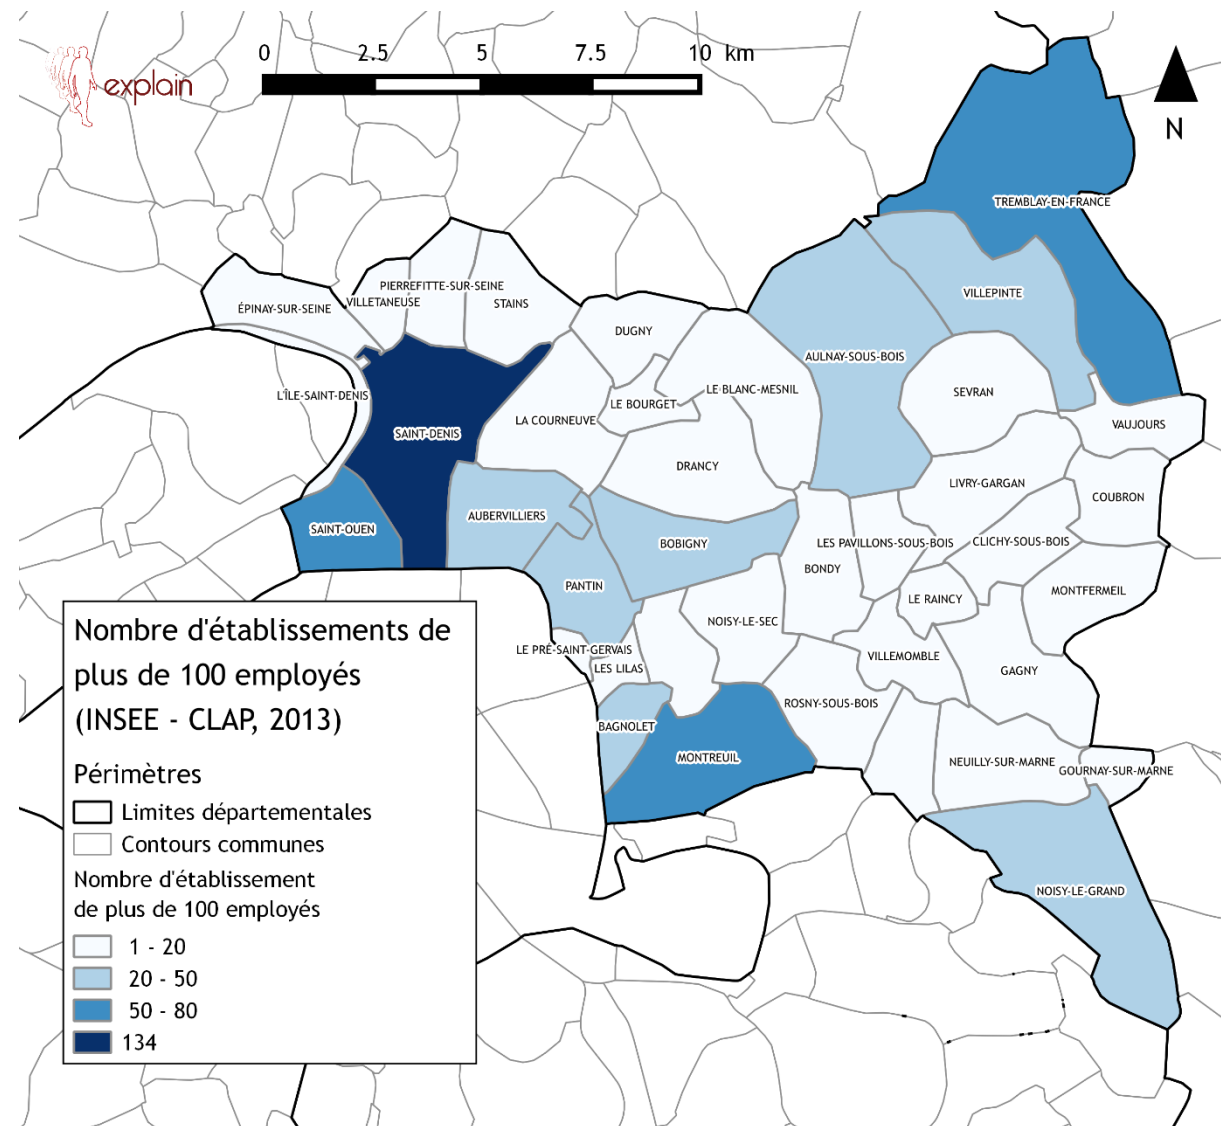 0 2.5 5 7.5 10 km
explain
N
TREMBLAY-EN-FRANCE
PIERREFITTE-SUR-SEINE
VILLEPINTE
VILLETANEUSE
STAINS
ÉPINAY-SUR-SEINE
DUGNY
AULNAY-SOUS-BOIS
LE BLANC-MESNIL
SEVRAN
L'ÎLE-SAINT-DENIS
LE BOURGET
LA COURNEUVE
VAUJOURS
SAINT-DENIS
DRANCY
LIVRY-GARGAN
COUBRON
AUBERVILLIERS
SAINT-OUEN
BOBIGNY
LES PAVILLONS-SOUS-BOIS
CLICHY-SOUS-BOIS
BONDY
PANTIN
MONTFERMEIL
LE RAINCY
NOISY-LE-SEC
LE PRÉ-SAINT-GERVAIS
VILLEMOMBLE
LES LILAS
GAGNY
ROSNY-SOUS-BOIS
BAGNOLET
MONTREUIL
NEUILLY-SUR-MARNE
GOURNAY-SUR-MARNE
NOISY-LE-GRAND
Nombre d'établissements de
plus de 100 employés
(INSEE - CLAP, 2013)
Périmètres
Limites départementales
Contours communes
Nombre d'établissement
de plus de 100 employés
1 - 20
20 - 50
50 - 80
134